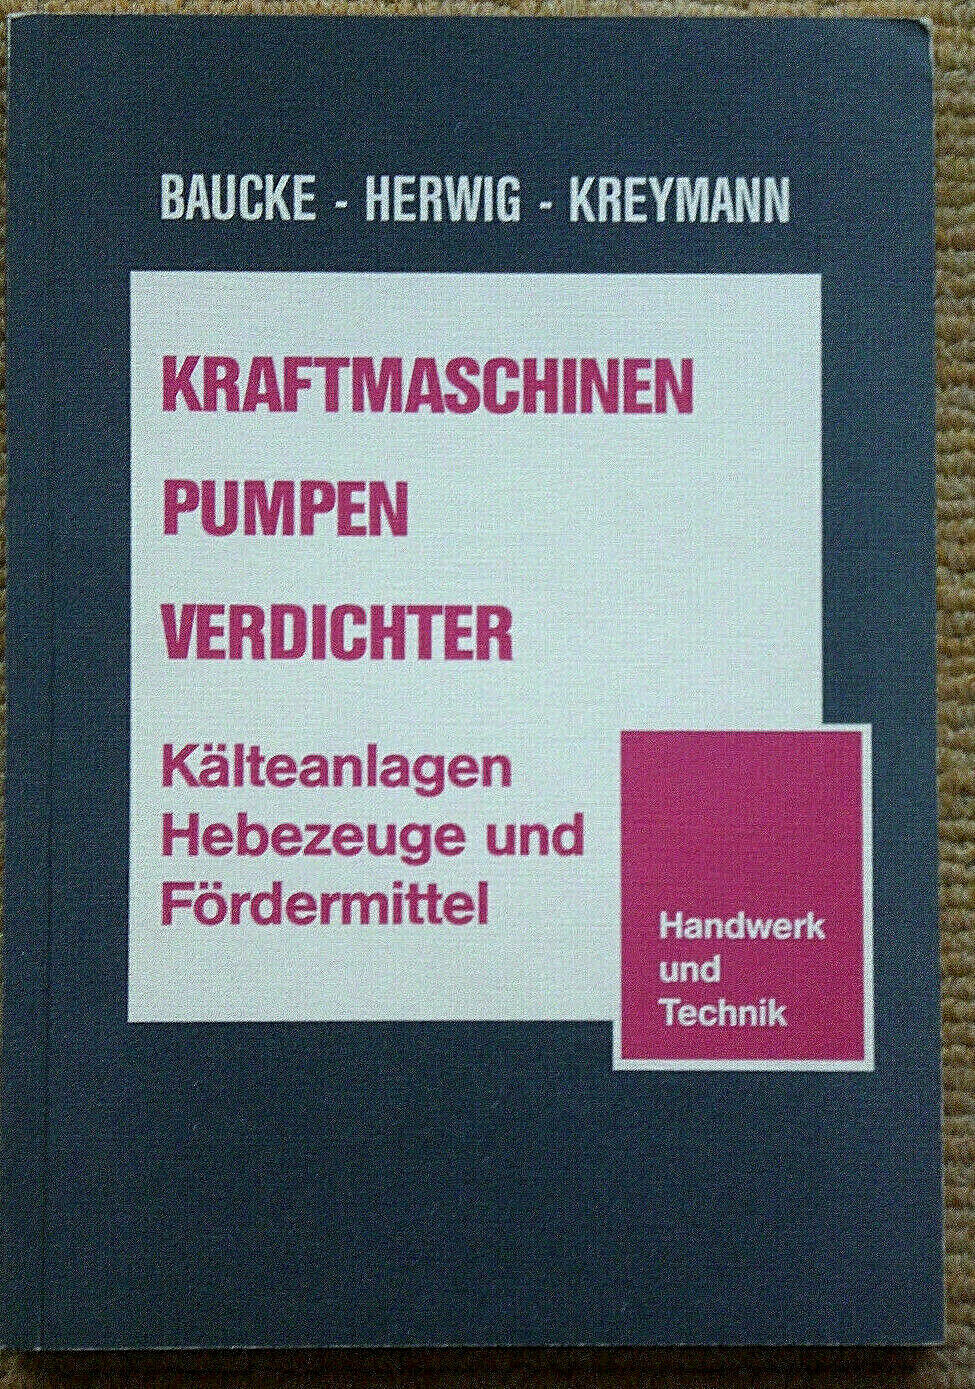 BAUCKE - HERWIG - KREYMANN
KRAFTMASCHINEN
PUMPEN
VERDICHTER
Kälteanlagen
Hebezeuge und
Fördermittel
Handwerk
und
Technik